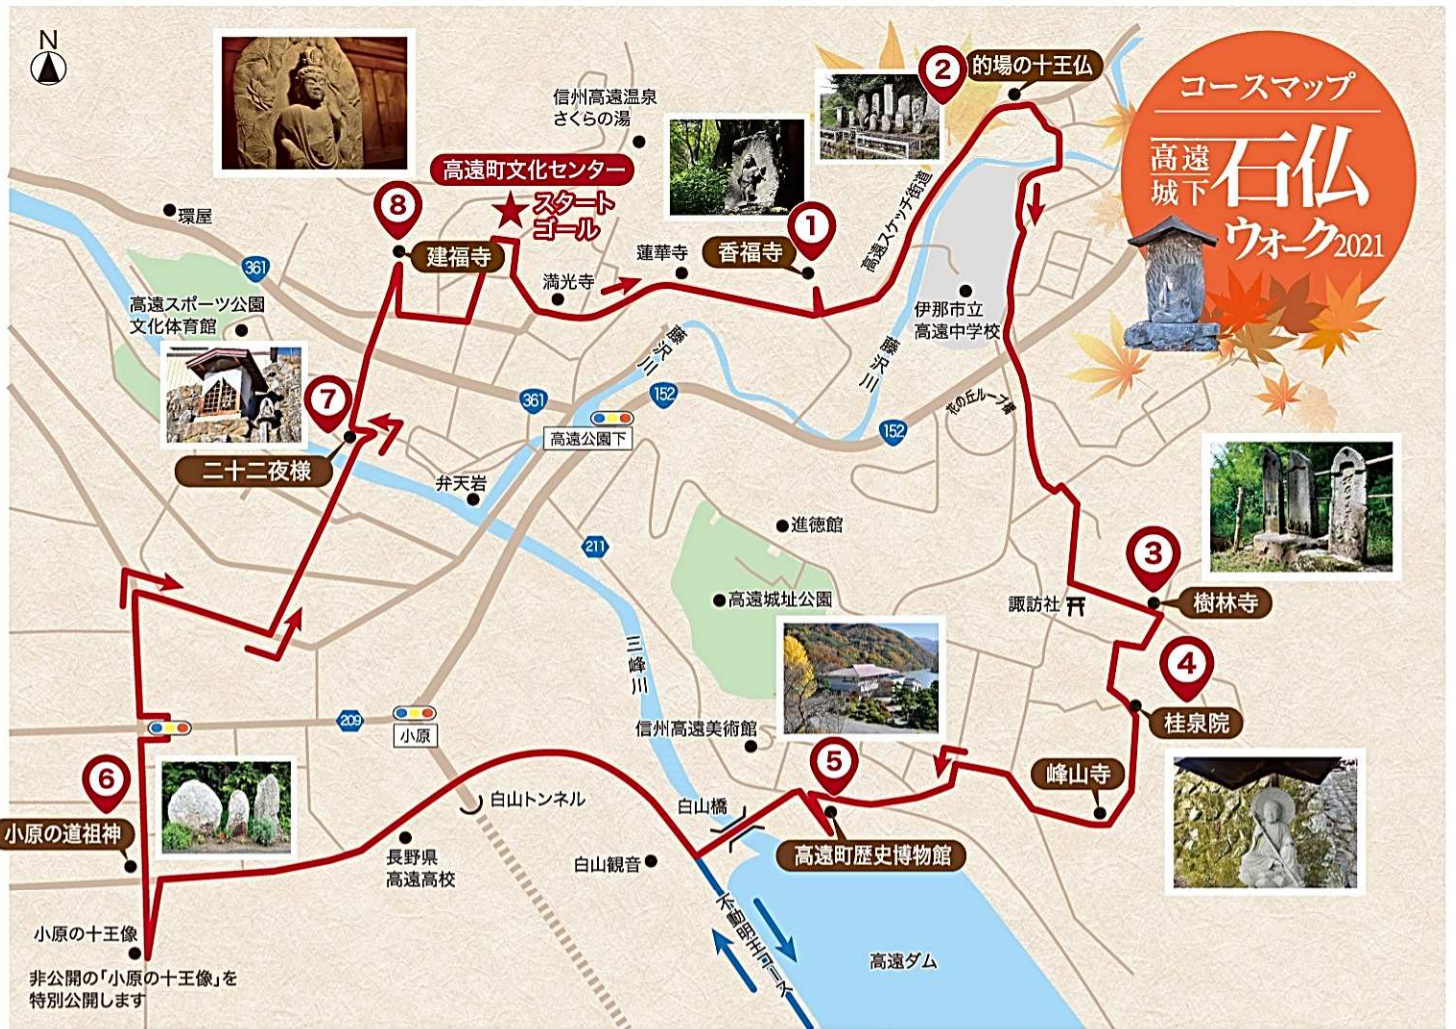 N
コースマップ
高遠
城下
石仏
ウォーク2021
2
的場の十王仏
信州高遠温泉
さくらの湯
高遠町文化センター
スタート
ゴール
8
建福寺
1
香福寺
蓮華寺
満光寺
環屋
361
高遠スポーツ公園
文化体育館
高遠スケッチ街道
伊那市立
高遠中学校
藤沢川
藤沢川
152
361
高遠公園下
152
花の丘ループ橋
7
二十二夜様
弁天岩
211
進徳館
高遠城址公園
3
樹林寺
諏訪社
4
桂泉院
三峰川
信州高遠美術館
5
峰山寺
209
小原
6
小原の道祖神
白山トンネル
白山橋
高遠町歴史博物館
長野県
高遠高校
白山観音
不動明王コース
高遠ダム
小原の十王像
非公開の「小原の十王像」を
特別公開します